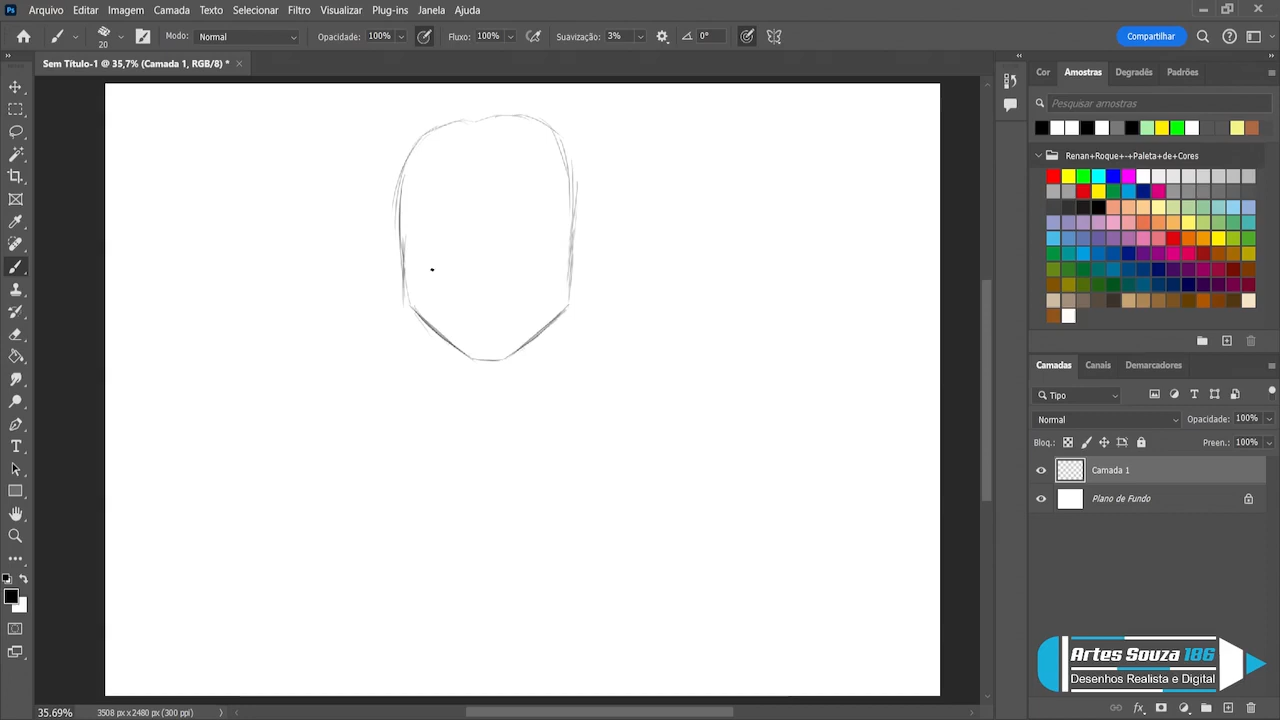 Ps Arquivo Editar Imagem Camada Texto Selecionar Filtro Visualizar Plug-ins Janela Ajuda
20 Modo: Normal Opacidade: 100% Fluxo: 100% Suavização: 3% 0° Compartilhar
Sem Título-1 @ 35,7% (Camada 1, RGB/8) *
Cor Amostras Degradês Padrões
Pesquisar amostras
Renan+Roque+-+Paleta+de+Cores
Camadas Canais Demarcadores
Tipo
Normal Opacidade: 100%
Bloq.: Preen.: 100%
Camada 1
Plano de Fundo
Artes Souza 186
Desenhos Realista e Digital
35.69% 3508 px x 2480 px (300 ppi)